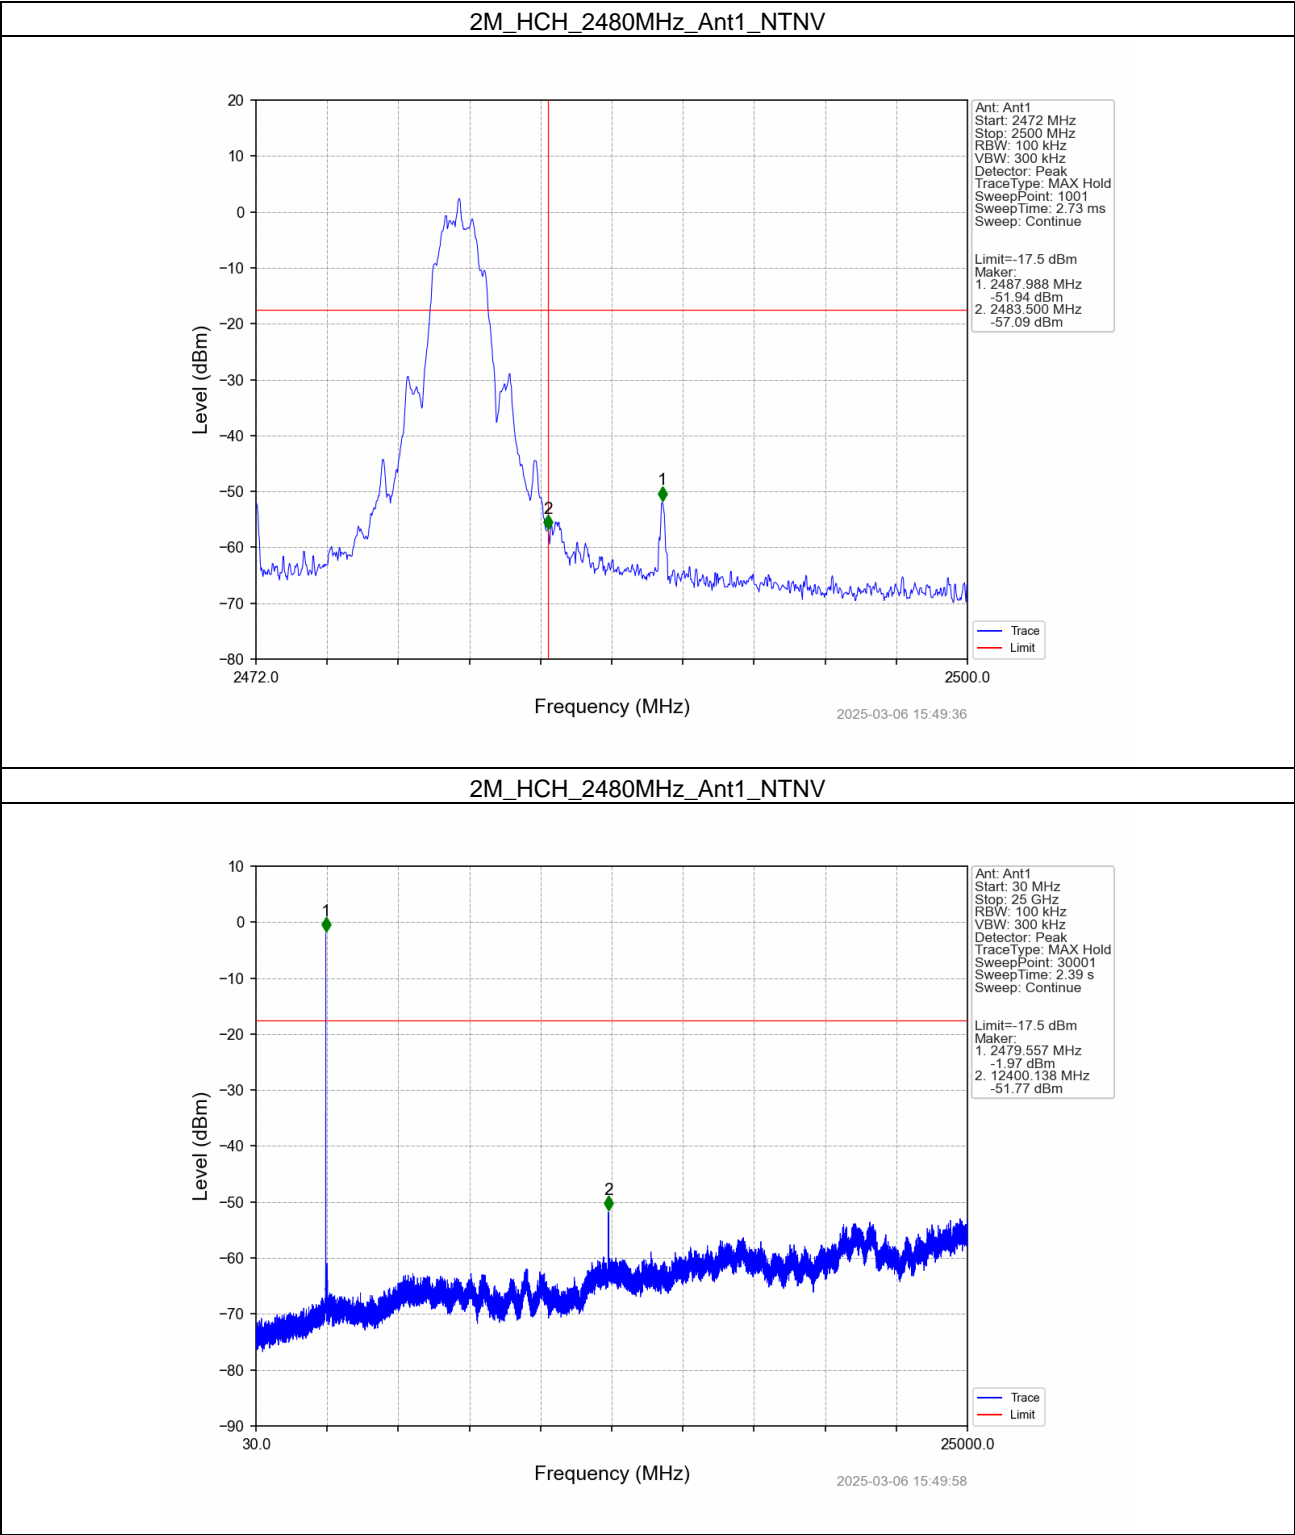 2M_HCH_2480MHz_Ant1_NTNV
20
10
0
−10
−20
−30
−40
−50
−60
−70
−80
Level (dBm)
1
2
2472.0
2500.0
Frequency (MHz)
2025-03-06 15:49:36
Ant: Ant1
Start: 2472 MHz
Stop: 2500 MHz
RBW: 100 kHz
VBW: 300 kHz
Detector: Peak
TraceType: MAX Hold
SweepPoint: 1001
SweepTime: 2.73 ms
Sweep: Continue
Limit=-17.5 dBm
Maker:
1. 2487.988 MHz
-51.94 dBm
2. 2483.500 MHz
-57.09 dBm
Trace
Limit
2M_HCH_2480MHz_Ant1_NTNV
10
0
−10
−20
−30
−40
−50
−60
−70
−80
−90
Level (dBm)
1
2
30.0
25000.0
Frequency (MHz)
2025-03-06 15:49:58
Ant: Ant1
Start: 30 MHz
Stop: 25 GHz
RBW: 100 kHz
VBW: 300 kHz
Detector: Peak
TraceType: MAX Hold
SweepPoint: 30001
SweepTime: 2.39 s
Sweep: Continue
Limit=-17.5 dBm
Maker:
1. 2479.557 MHz
-1.97 dBm
2. 12400.138 MHz
-51.77 dBm
Trace
Limit